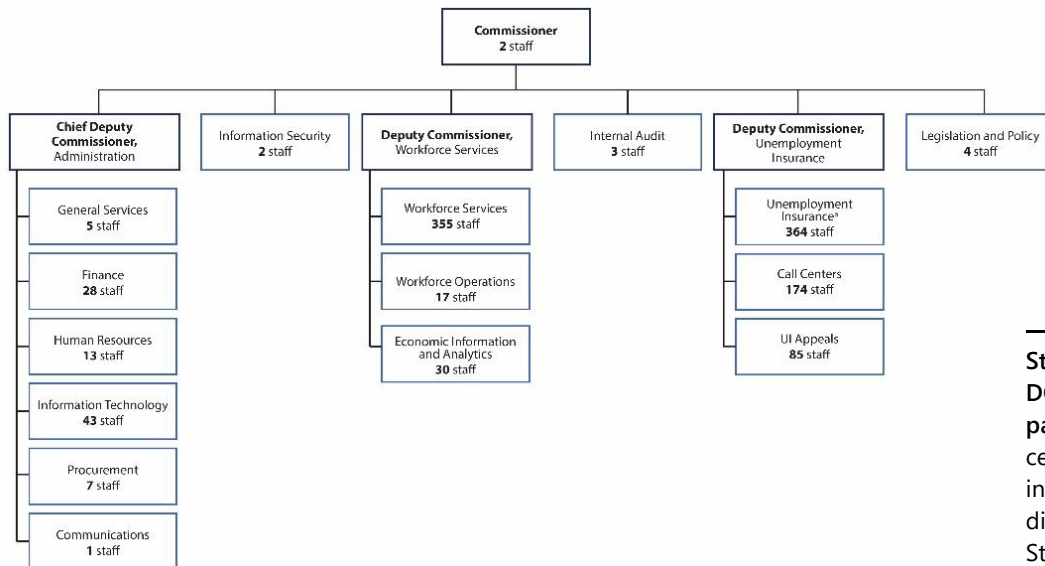 Commissioner
2 staff
Chief Deputy
Commissioner,
Administration
Information Security
2 staff
Deputy Commissioner,
Workforce Services
Internal Audit
3 staff
Deputy Commissioner,
Unemployment
Insurance
Legislation and Policy
4 staff
General Services
5 staff
Finance
28 staff
Human Resources
13 staff
Information Technology
43 staff
Procurement
7 staff
Communications
1 staff
Workforce Services
355 staff
Workforce Operations
17 staff
Economic Information
and Analytics
30 staff
Unemployment
Insuranceª
364 staff
Call Centers
174 staff
UI Appeals
85 staff
St
pa
ce
in
di
St